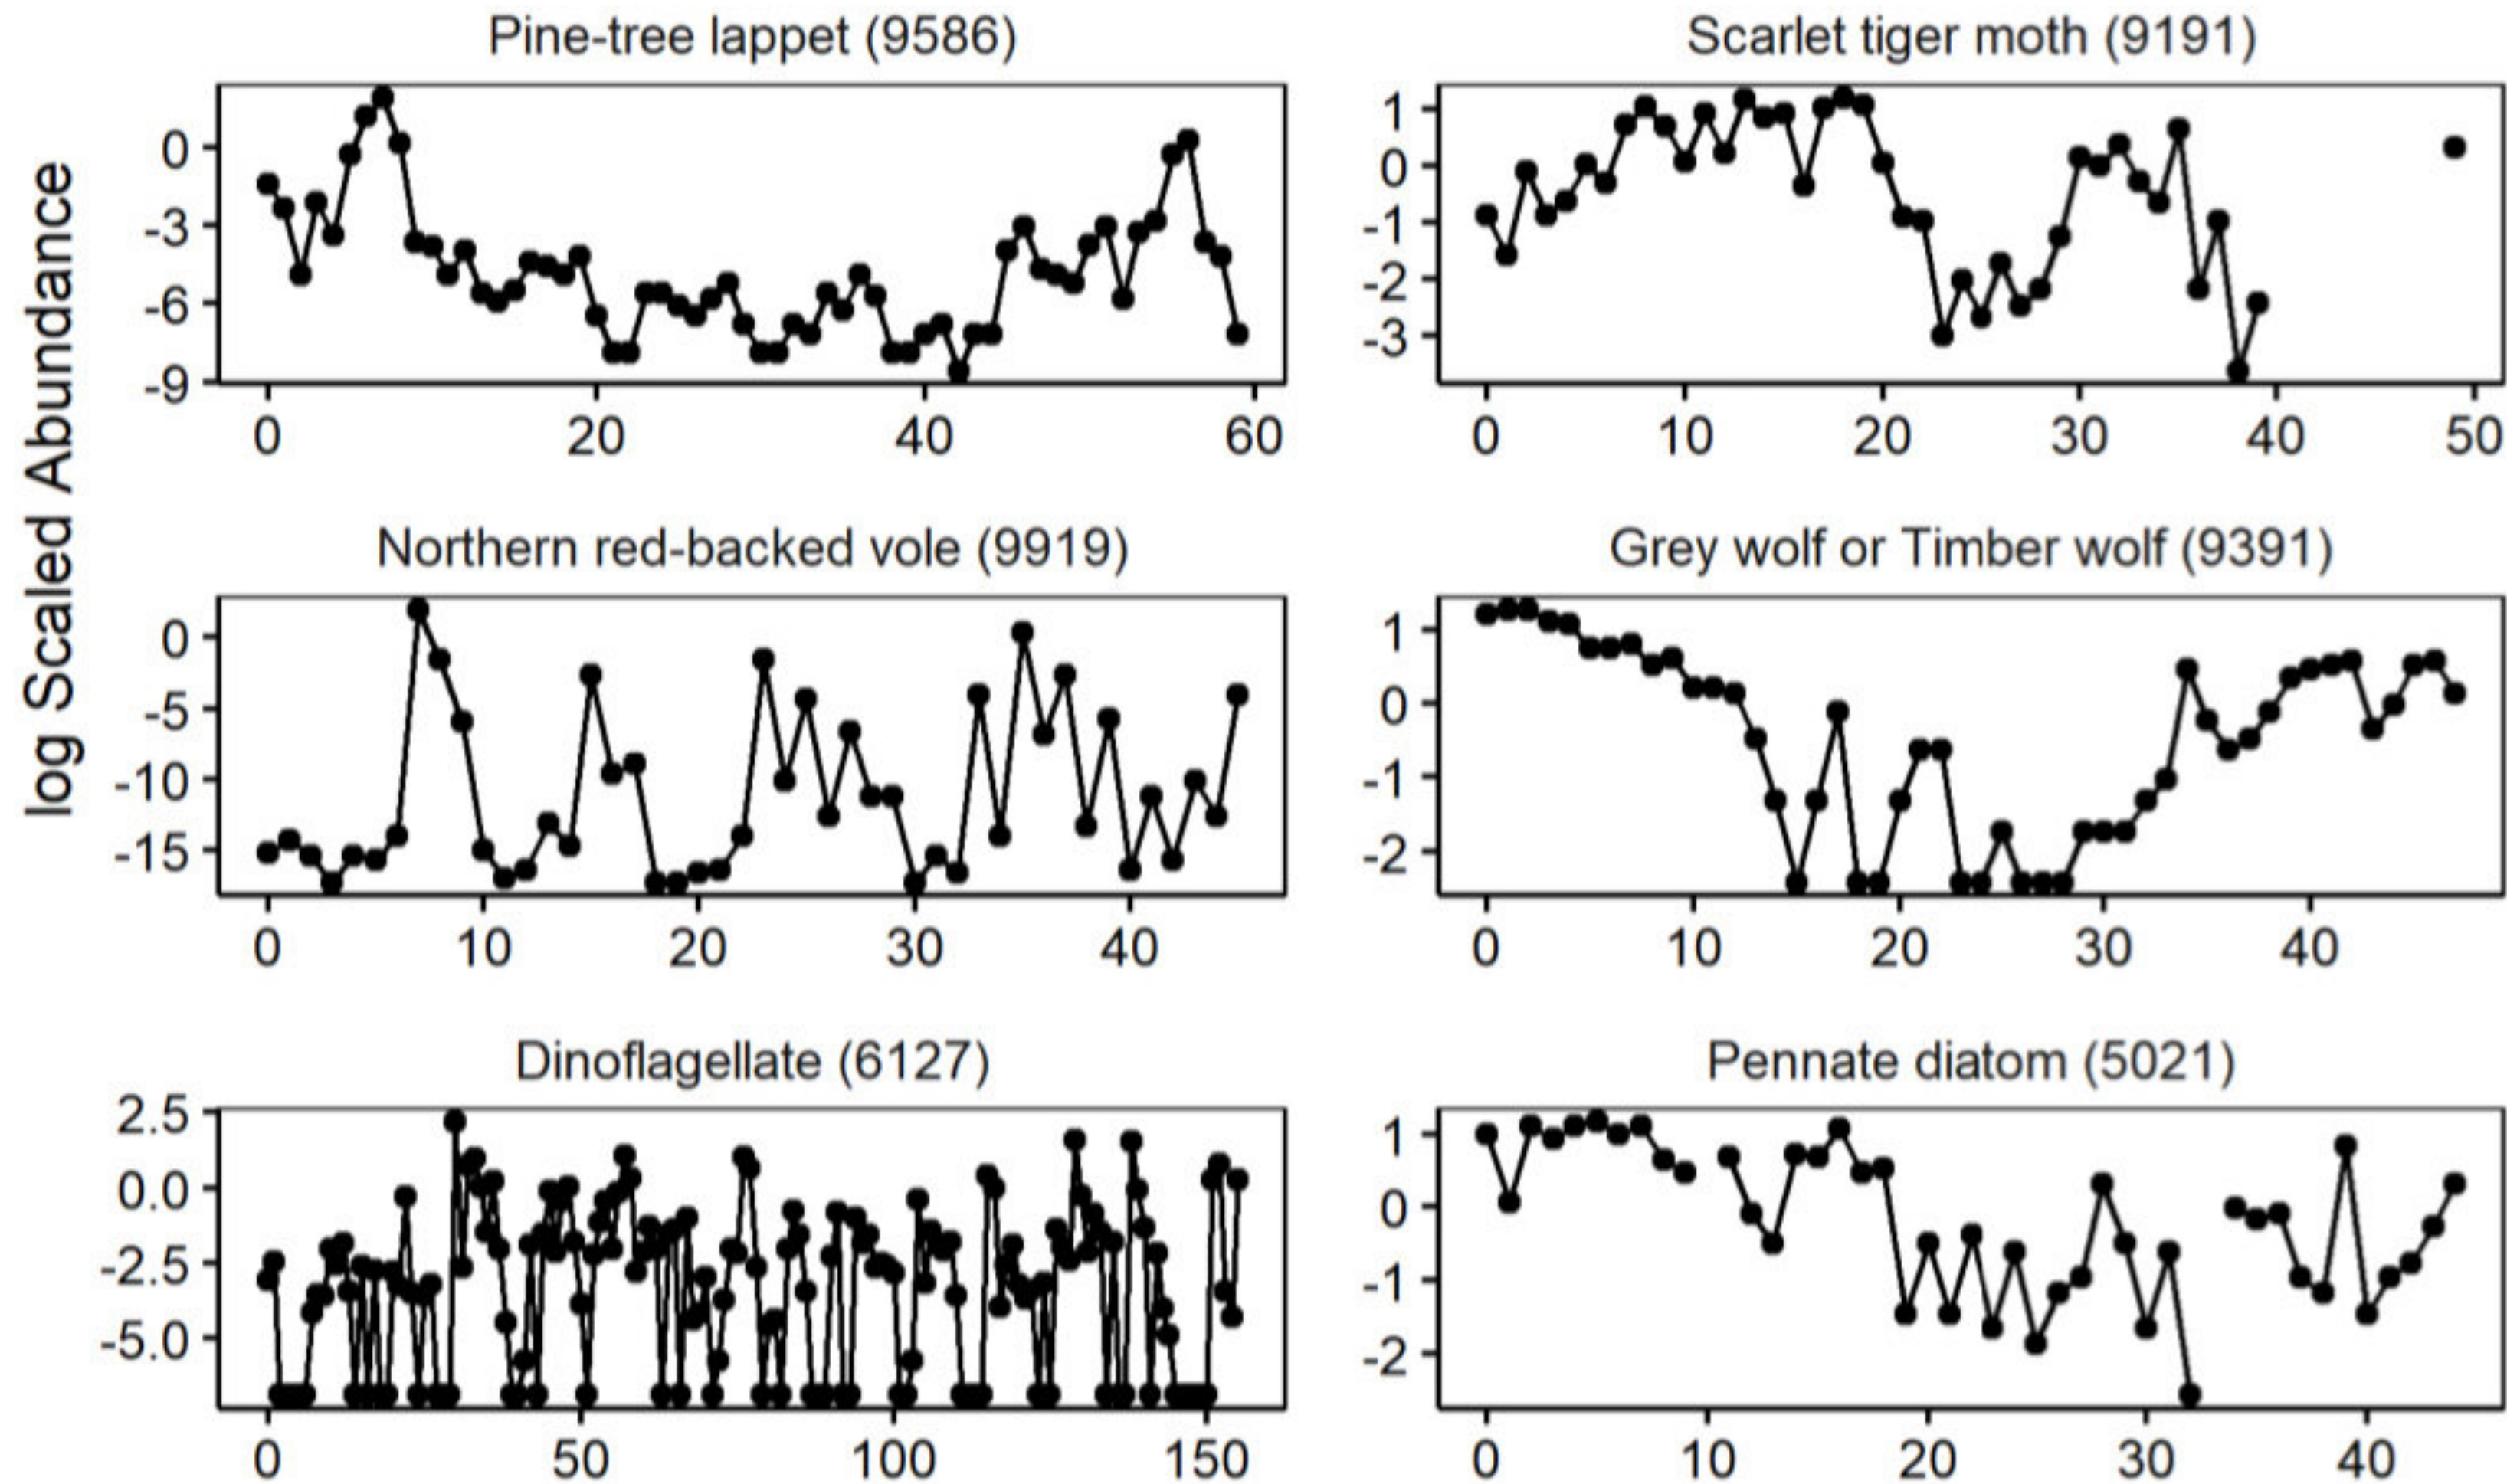 Pine-tree lappet (9586)
Scarlet tiger moth (9191)
log Scaled Abundance
0
-3
-6
-9
0 20 40 60
1
0
-1
-2
-3
0 10 20 30 40 50
Northern red-backed vole (9919)
Grey wolf or Timber wolf (9391)
0
-5
-10
-15
0 10 20 30 40
1
0
-1
-2
0 10 20 30 40
Dinoflagellate (6127)
Pennate diatom (5021)
2.5
0.0
-2.5
-5.0
0 50 100 150
1
0
-1
-2
0 10 20 30 40